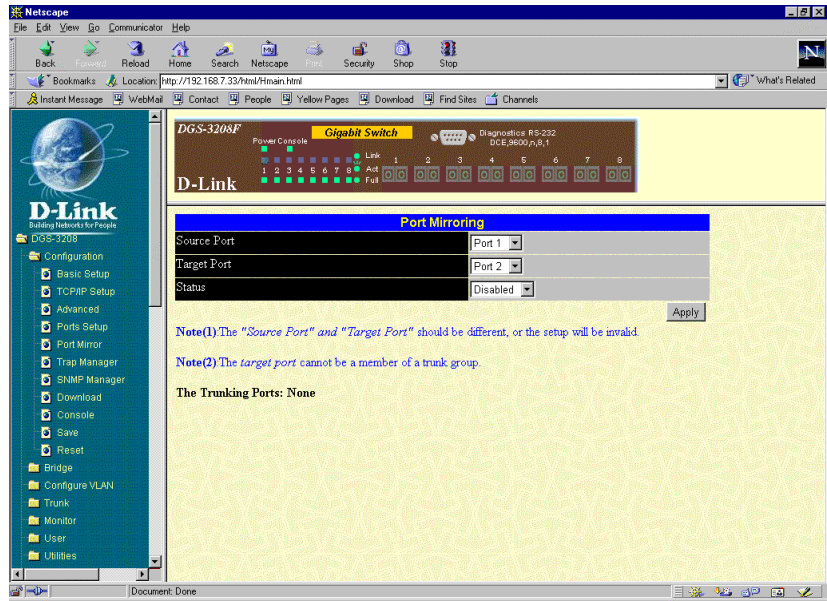 Netscape
File Edit View Go Communicator Help
Back Forward Reload Home Search Netscape Print Security Shop Stop
N
Bookmarks Location: http://192.168.7.33/html/Hmain.html What's Related
Instant Message WebMail Contact People Yellow Pages Download Find Sites Channels
D-Link
Building Networks for People
DGS-3208
Configuration
Basic Setup
TCP/IP Setup
Advanced
Ports Setup
Port Mirror
Trap Manager
SNMP Manager
Download
Console
Save
Reset
Bridge
Configure VLAN
Trunk
Monitor
User
Utilities
DGS-3208F
Gigabit Switch
Diagnostics RS-232
DCE,9600,n,8,1
Power Console
Link
1 2 3 4 5 6 7 8 Act
Full
1 2 3 4 5 6 7 8
D-Link
Port Mirroring
Source Port Port 1
Target Port Port 2
Status Disabled
Apply
Note(1):The "Source Port" and "Target Port" should be different, or the setup will be invalid.
Note(2):The target port cannot be a member of a trunk group.
The Trunking Ports: None
Document: Done